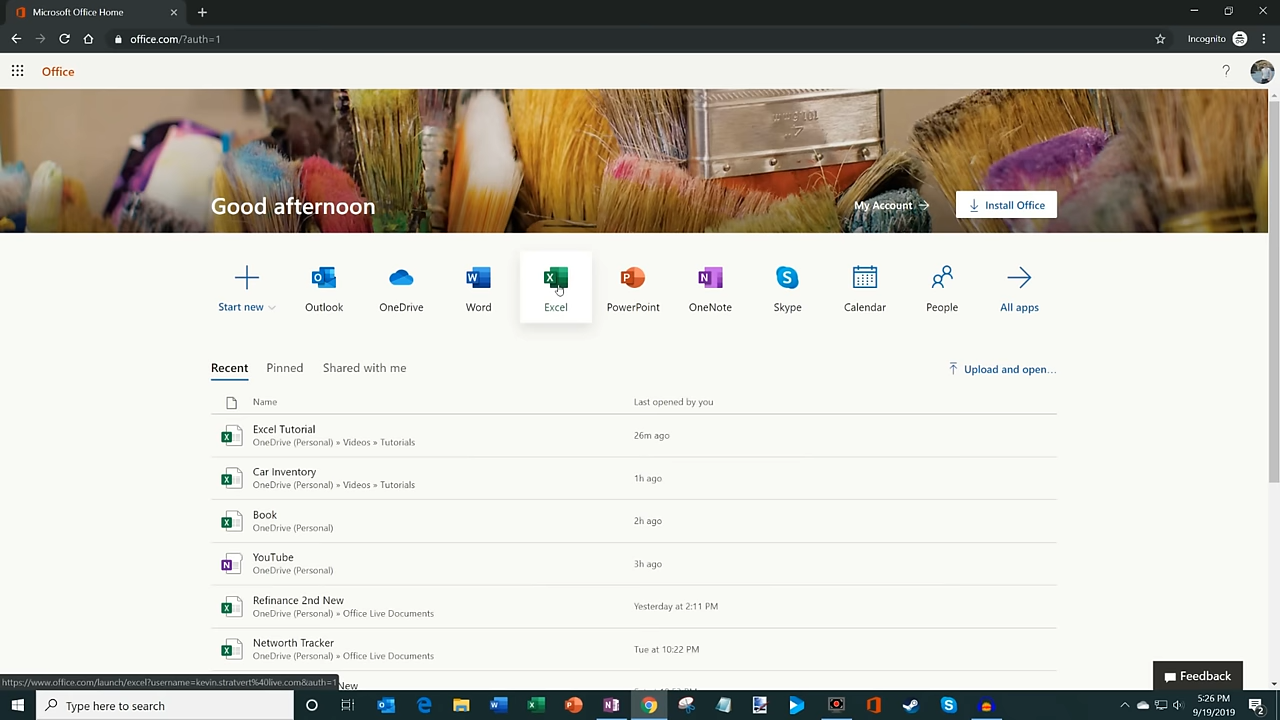 Microsoft Office Home
office.com/?auth=1
Incognito
Office
?
Good afternoon
My Account
Install Office
Start new
Outlook
OneDrive
Word
Excel
PowerPoint
OneNote
Skype
Calendar
People
All apps
Recent
Pinned
Shared with me
Upload and open...
Name
Last opened by you
Excel Tutorial
OneDrive (Personal) » Videos » Tutorials
26m ago
Car Inventory
OneDrive (Personal) » Videos » Tutorials
1h ago
Book
OneDrive (Personal)
2h ago
YouTube
OneDrive (Personal)
3h ago
Refinance 2nd New
OneDrive (Personal) » Office Live Documents
Yesterday at 2:11 PM
Networth Tracker
OneDrive (Personal) » Office Live Documents
Tue at 10:22 PM
https://www.office.com/launch/excel?username=kevin.stratvert%40live.com&auth=1
New
Feedback
Type here to search
5:26 PM
9/19/2019
2